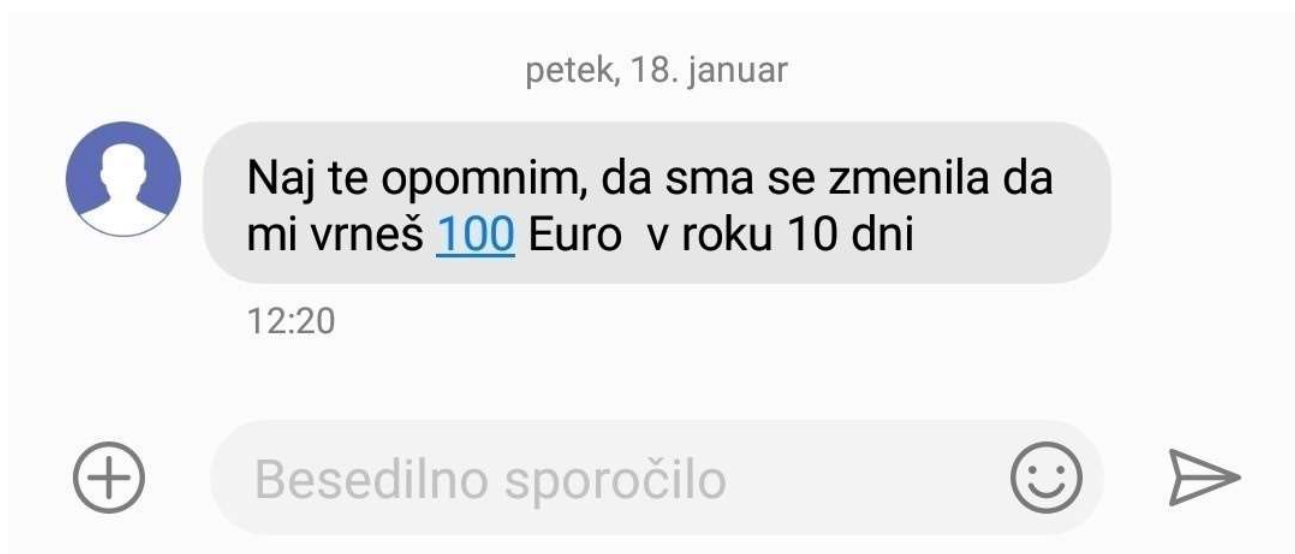 petek, 18. januar
Naj te opomnim, da sma se zmenila da
mi vrneš 100 Euro  v roku 10 dni
12:20
Besedilno sporočilo